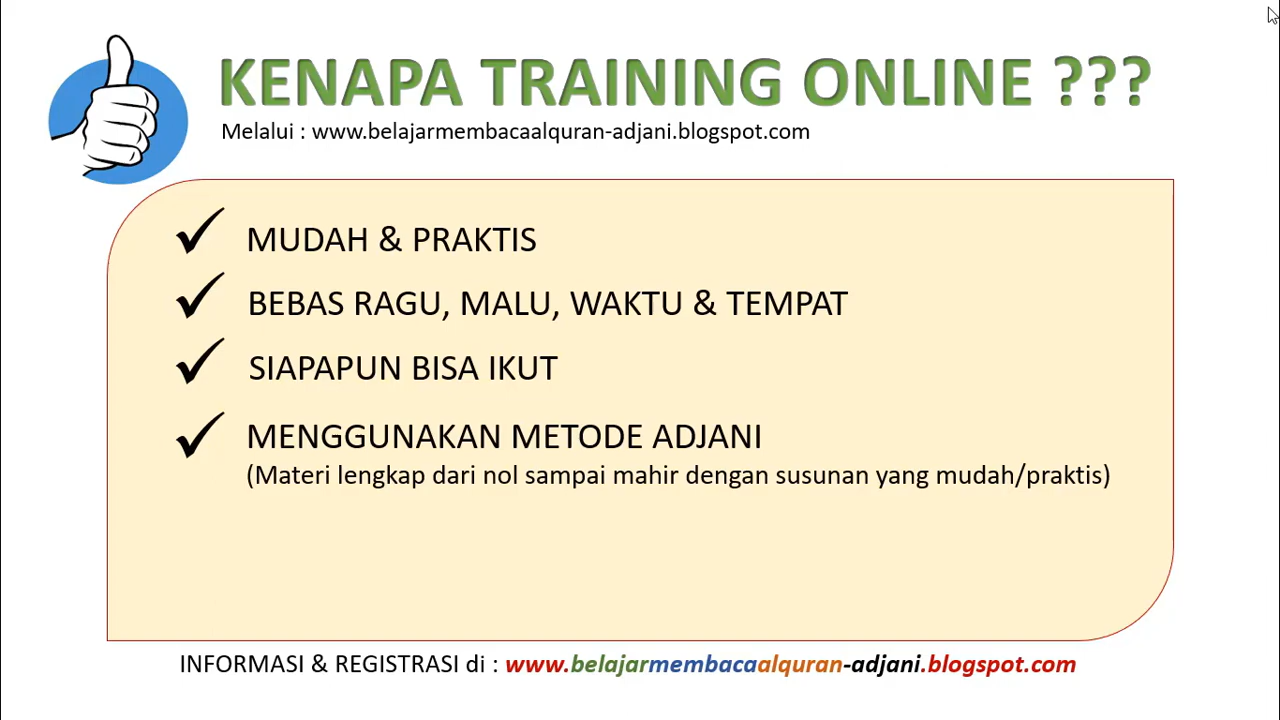 KENAPA TRAINING ONLINE ???
Melalui : www.belajarmembacaalquran-adjani.blogspot.com
MUDAH & PRAKTIS
BEBAS RAGU, MALU, WAKTU & TEMPAT
SIAPAPUN BISA IKUT
MENGGUNAKAN METODE ADJANI
(Materi lengkap dari nol sampai mahir dengan susunan yang mudah/praktis)
INFORMASI & REGISTRASI di : www.belajarmembacaalquran-adjani.blogspot.com